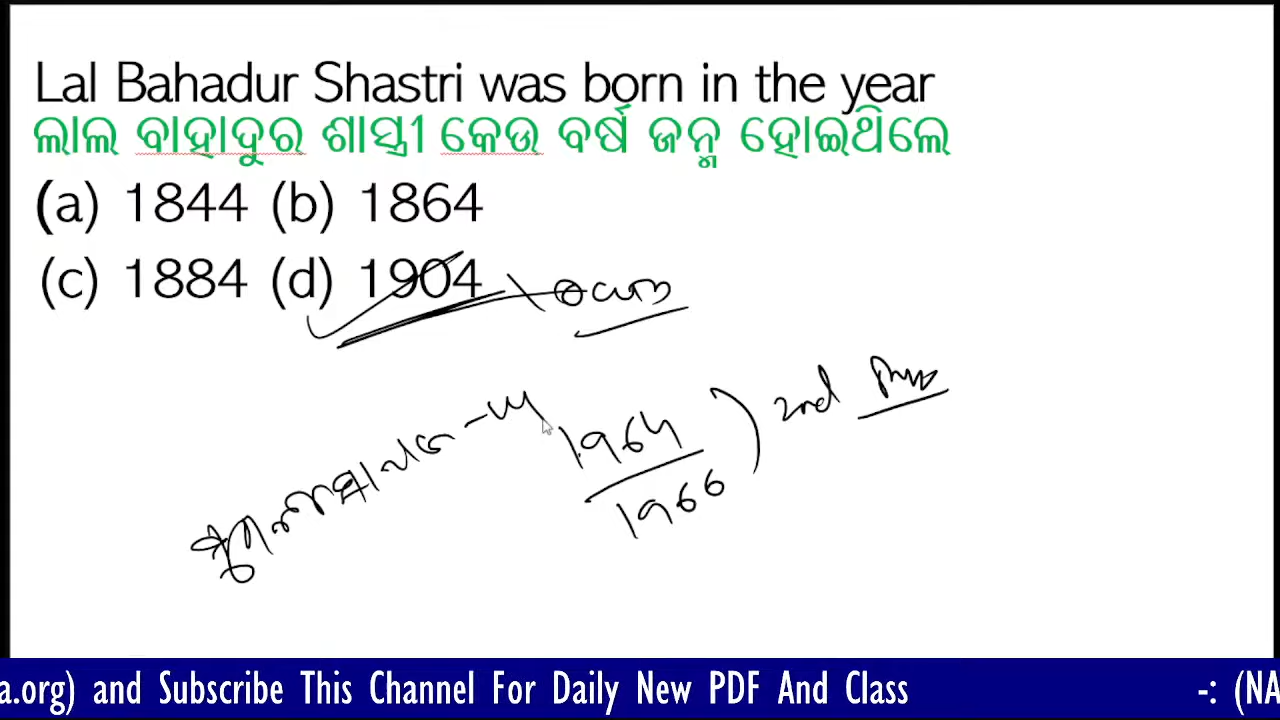 Lal Bahadur Shastri was born in the year
ଲାଲ ବାହାଦୁର ଶାସ୍ତ୍ରୀ କେଉ ବର୍ଷ ଜନ୍ମ ହୋଇଥିଲେ
(a) 1844 (b) 1864
(c) 1884 (d) 1904
1964
1966
2nd
a.org) and Subscribe This Channel For Daily New PDF And Class -: (NA